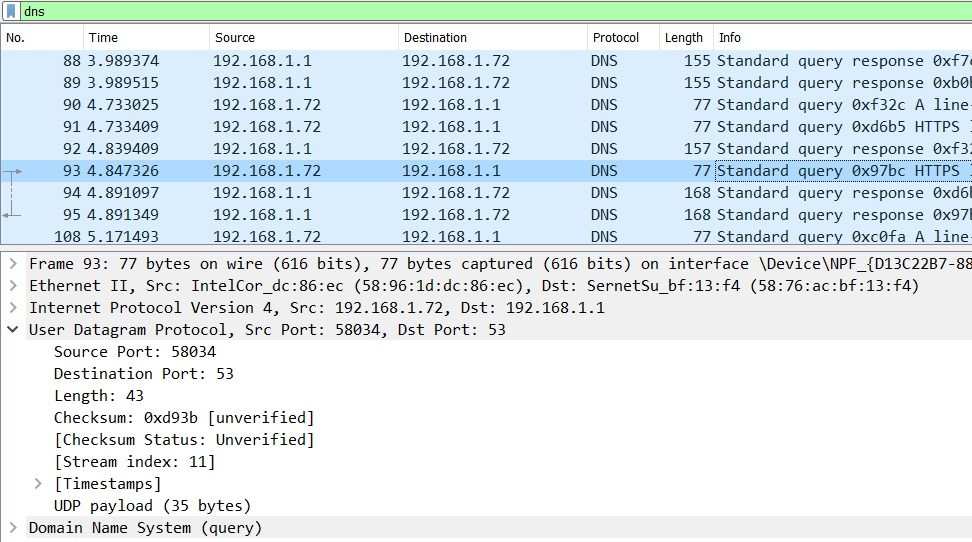 dns
No. Time Source Destination Protocol Length Info
88 3.989374 192.168.1.1 192.168.1.72 DNS 155 Standard query response 0xf7
89 3.989515 192.168.1.1 192.168.1.72 DNS 155 Standard query response 0xb0
90 4.733025 192.168.1.72 192.168.1.1 DNS 77 Standard query 0xf32c A line-
91 4.733409 192.168.1.72 192.168.1.1 DNS 77 Standard query 0xd6b5 HTTPS
92 4.839409 192.168.1.1 192.168.1.72 DNS 157 Standard query response 0xf32
93 4.847326 192.168.1.72 192.168.1.1 DNS 77 Standard query 0x97bc HTTPS
94 4.891097 192.168.1.1 192.168.1.72 DNS 168 Standard query response 0xd6
95 4.891349 192.168.1.1 192.168.1.72 DNS 168 Standard query response 0x97
108 5.171493 192.168.1.72 192.168.1.1 DNS 77 Standard query 0xc0fa A line-
Frame 93: 77 bytes on wire (616 bits), 77 bytes captured (616 bits) on interface \Device\NPF_{D13C22B7-88
Ethernet II, Src: IntelCor_dc:86:ec (58:96:1d:dc:86:ec), Dst: SernetSu_bf:13:f4 (58:76:ac:bf:13:f4)
Internet Protocol Version 4, Src: 192.168.1.72, Dst: 192.168.1.1
User Datagram Protocol, Src Port: 58034, Dst Port: 53
Source Port: 58034
Destination Port: 53
Length: 43
Checksum: 0xd93b [unverified]
[Checksum Status: Unverified]
[Stream index: 11]
[Timestamps]
UDP payload (35 bytes)
Domain Name System (query)